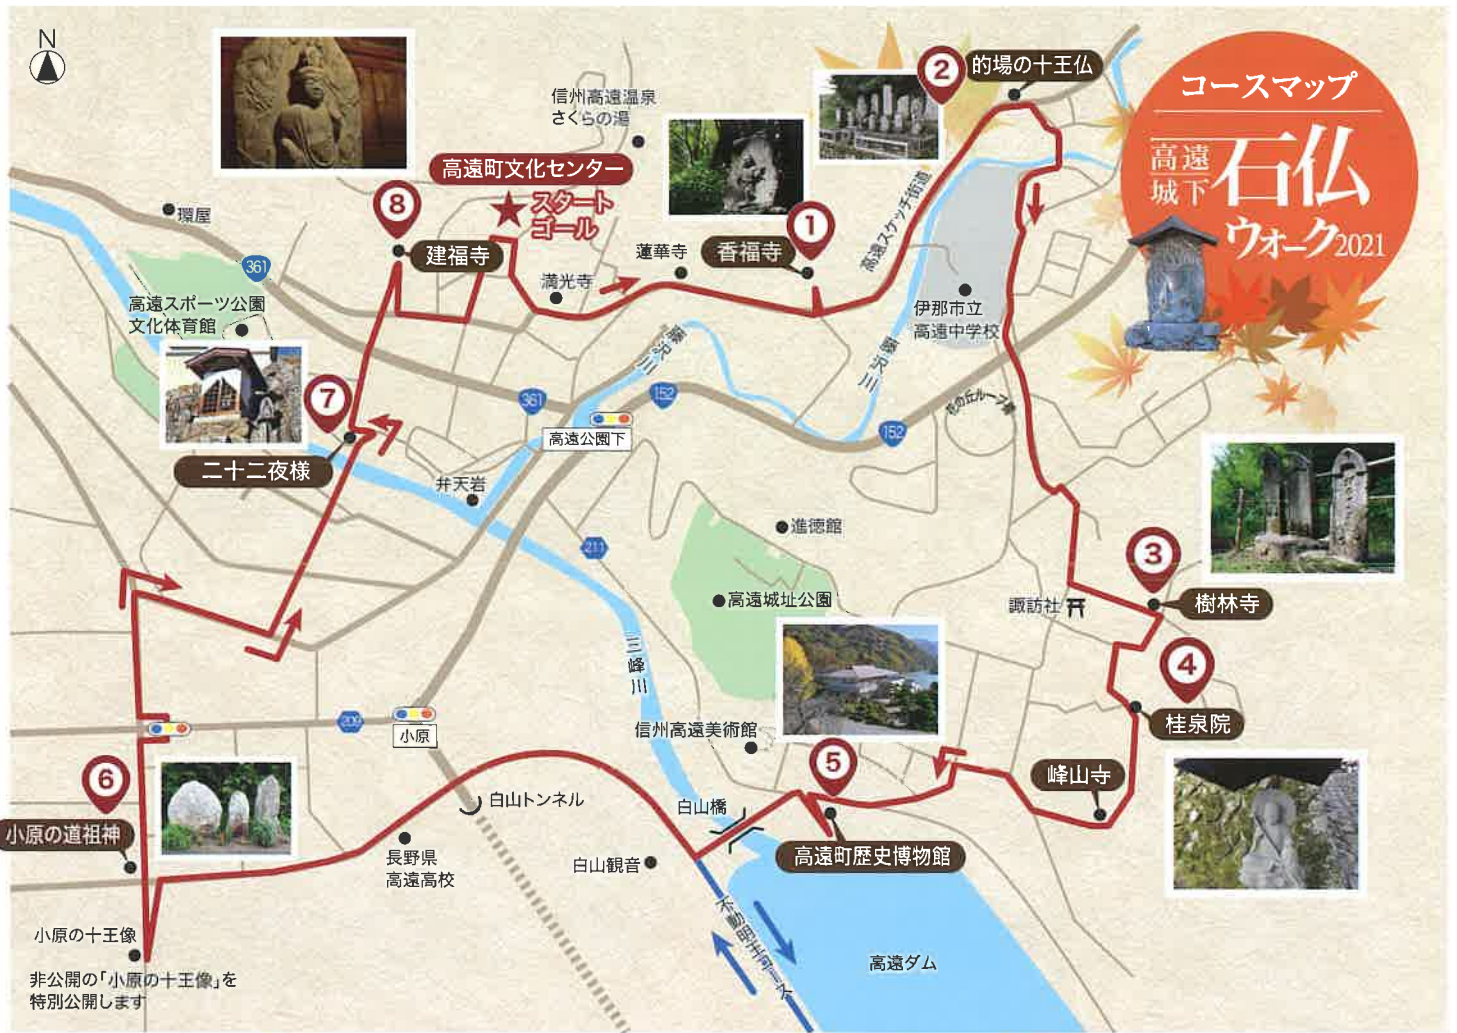 N
コースマップ
高遠
城下
石仏
ウォーク2021
信州高遠温泉
さくらの湯
高遠町文化センター
スタート
ゴール
2
的場の十王仏
環屋
8
建福寺
満光寺
蓮華寺
1
香福寺
高遠スケッチ街道
361
高遠スポーツ公園
文化体育館
藤沢川
伊那市立
高遠中学校
7
二十二夜様
361
152
高遠公園下
152
花の丘ループ橋
弁天岩
211
進徳館
高遠城址公園
諏訪社
3
樹林寺
4
桂泉院
三峰川
信州高遠美術館
209
小原
峰山寺
5
高遠町歴史博物館
6
小原の道祖神
白山トンネル
白山橋
長野県
高遠高校
白山観音
小原の十王像
非公開の「小原の十王像」を
特別公開します
不動明王コース
高遠ダム